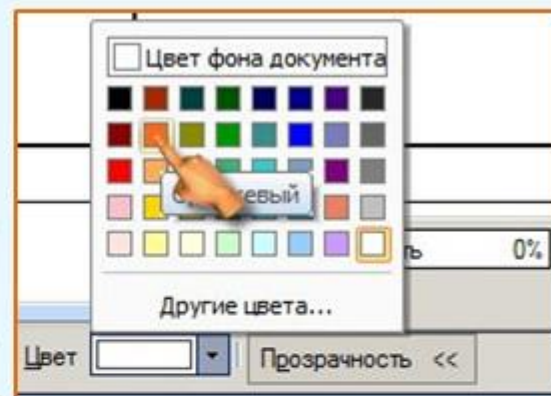 Цвет фона документа
0%
Другие цвета...
Цвет
Прозрачность <<